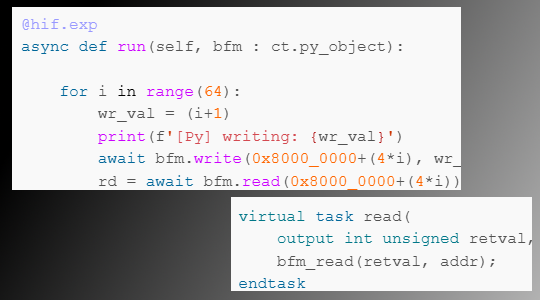 @hif.exp
async def run(self, bfm : ct.py_object):
for i in range(64):
wr_val = (i+1)
print(f'[Py] writing: {wr_val}')
await bfm.write(0x8000_0000+(4*i), wr_
rd = await bfm.read(0x8000_0000+(4*i))
virtual task read(
output int unsigned retval,
bfm_read(retval, addr);
endtask